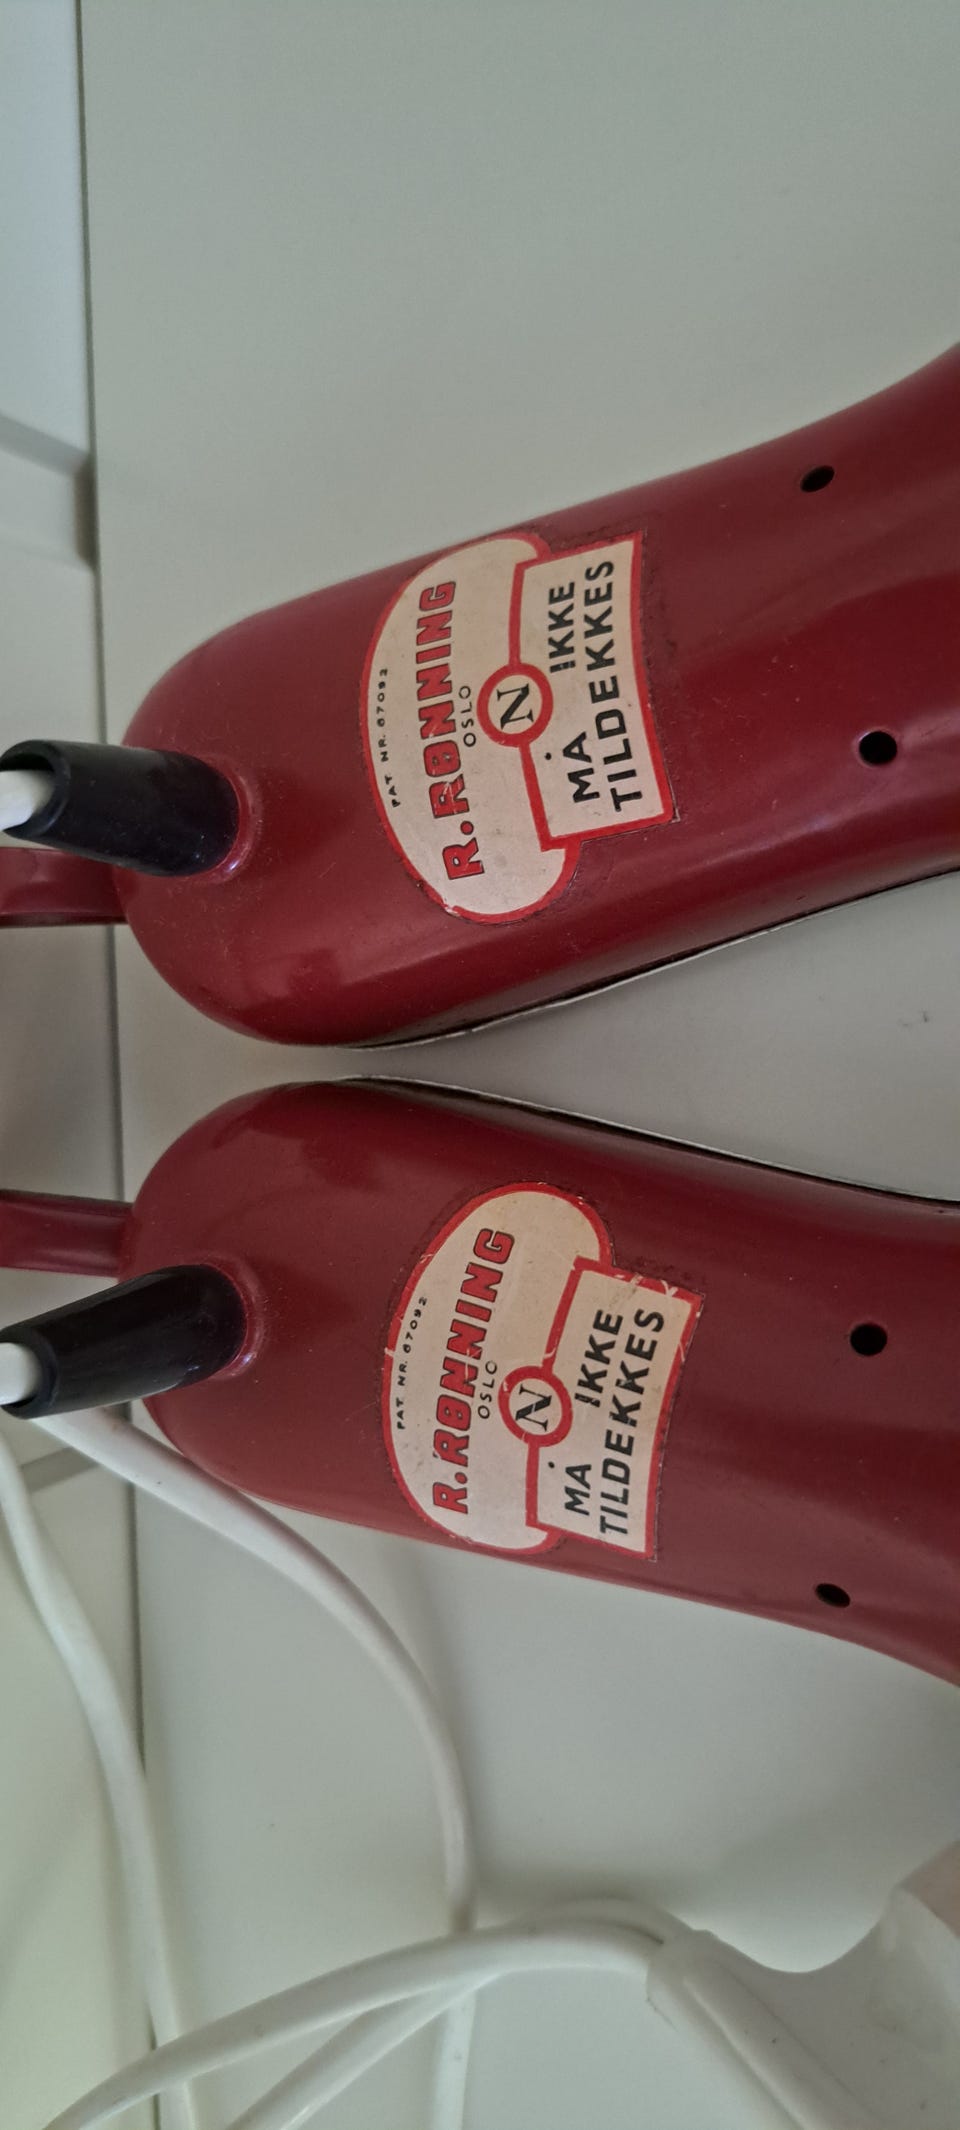 PAT. NR. 67092
R. RØNNING
OSLO
N
MÅ IKKE
TILDEKKES
PAT. NR. 67092
R. RØNNING
OSLO
N
MÅ IKKE
TILDEKKES